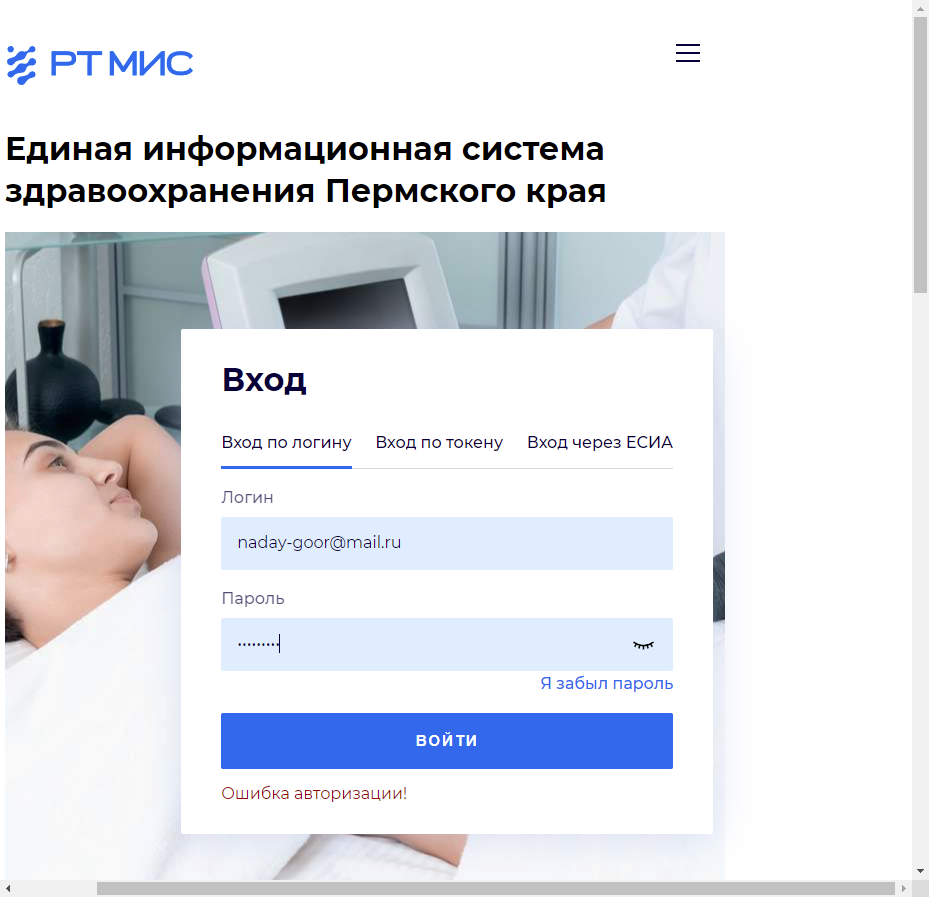 РТ МИС
Единая информационная система
здравоохранения Пермского края
Вход
Вход по логину Вход по токену Вход через ЕСИА
Логин
naday-goor@mail.ru
Пароль
•••••••••
Я забыл пароль
ВОЙТИ
Ошибка авторизации!